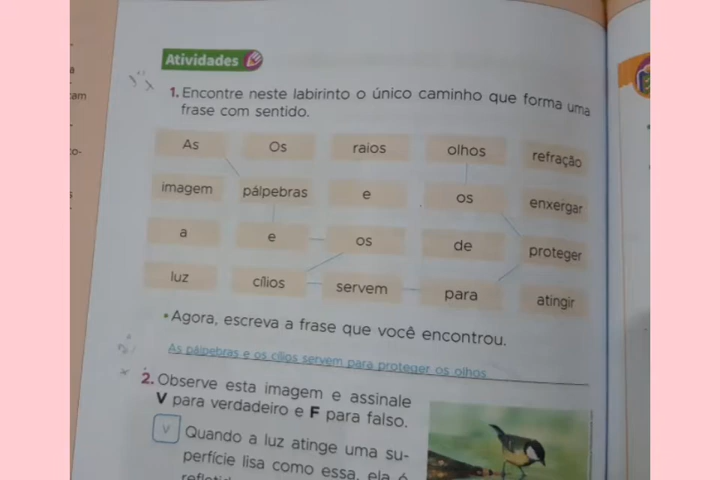 Atividades
1. Encontre neste labirinto o único caminho que forma uma
frase com sentido.
As Os raios olhos refração
imagem pálpebras e os enxergar
a e os de proteger
luz cílios servem para atingir
• Agora, escreva a frase que você encontrou.
As pálpebras e os cílios servem para proteger os olhos
2. Observe esta imagem e assinale
V para verdadeiro e F para falso.
V Quando a luz atinge uma su-
perfície lisa como essa, ela é